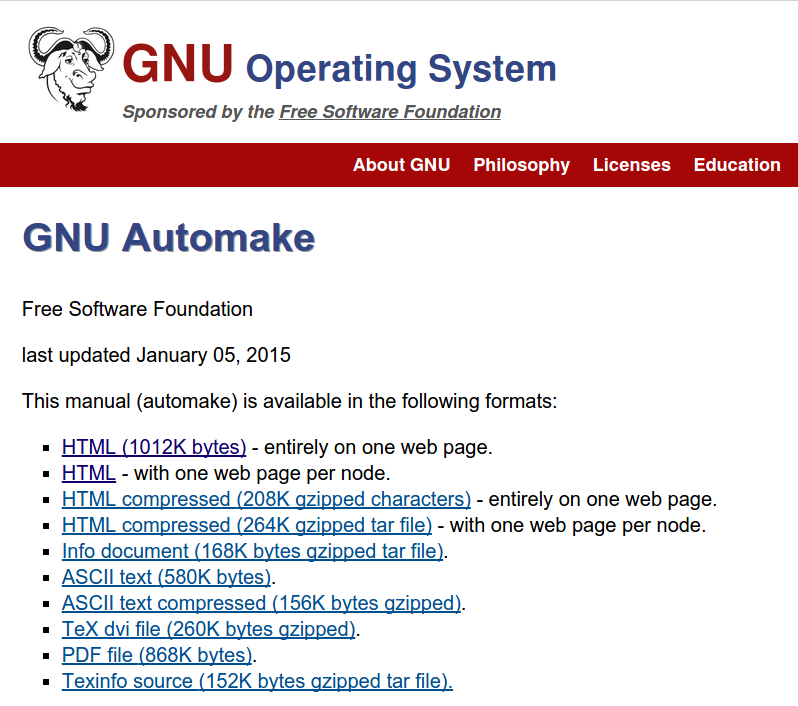 GNU Operating System
Sponsored by the Free Software Foundation
About GNU Philosophy Licenses Education
GNU Automake
Free Software Foundation
last updated January 05, 2015
This manual (automake) is available in the following formats:
HTML (1012K bytes) - entirely on one web page.
HTML - with one web page per node.
HTML compressed (208K gzipped characters) - entirely on one web page.
HTML compressed (264K gzipped tar file) - with one web page per node.
Info document (168K bytes gzipped tar file).
ASCII text (580K bytes).
ASCII text compressed (156K bytes gzipped).
TeX dvi file (260K bytes gzipped).
PDF file (868K bytes).
Texinfo source (152K bytes gzipped tar file).